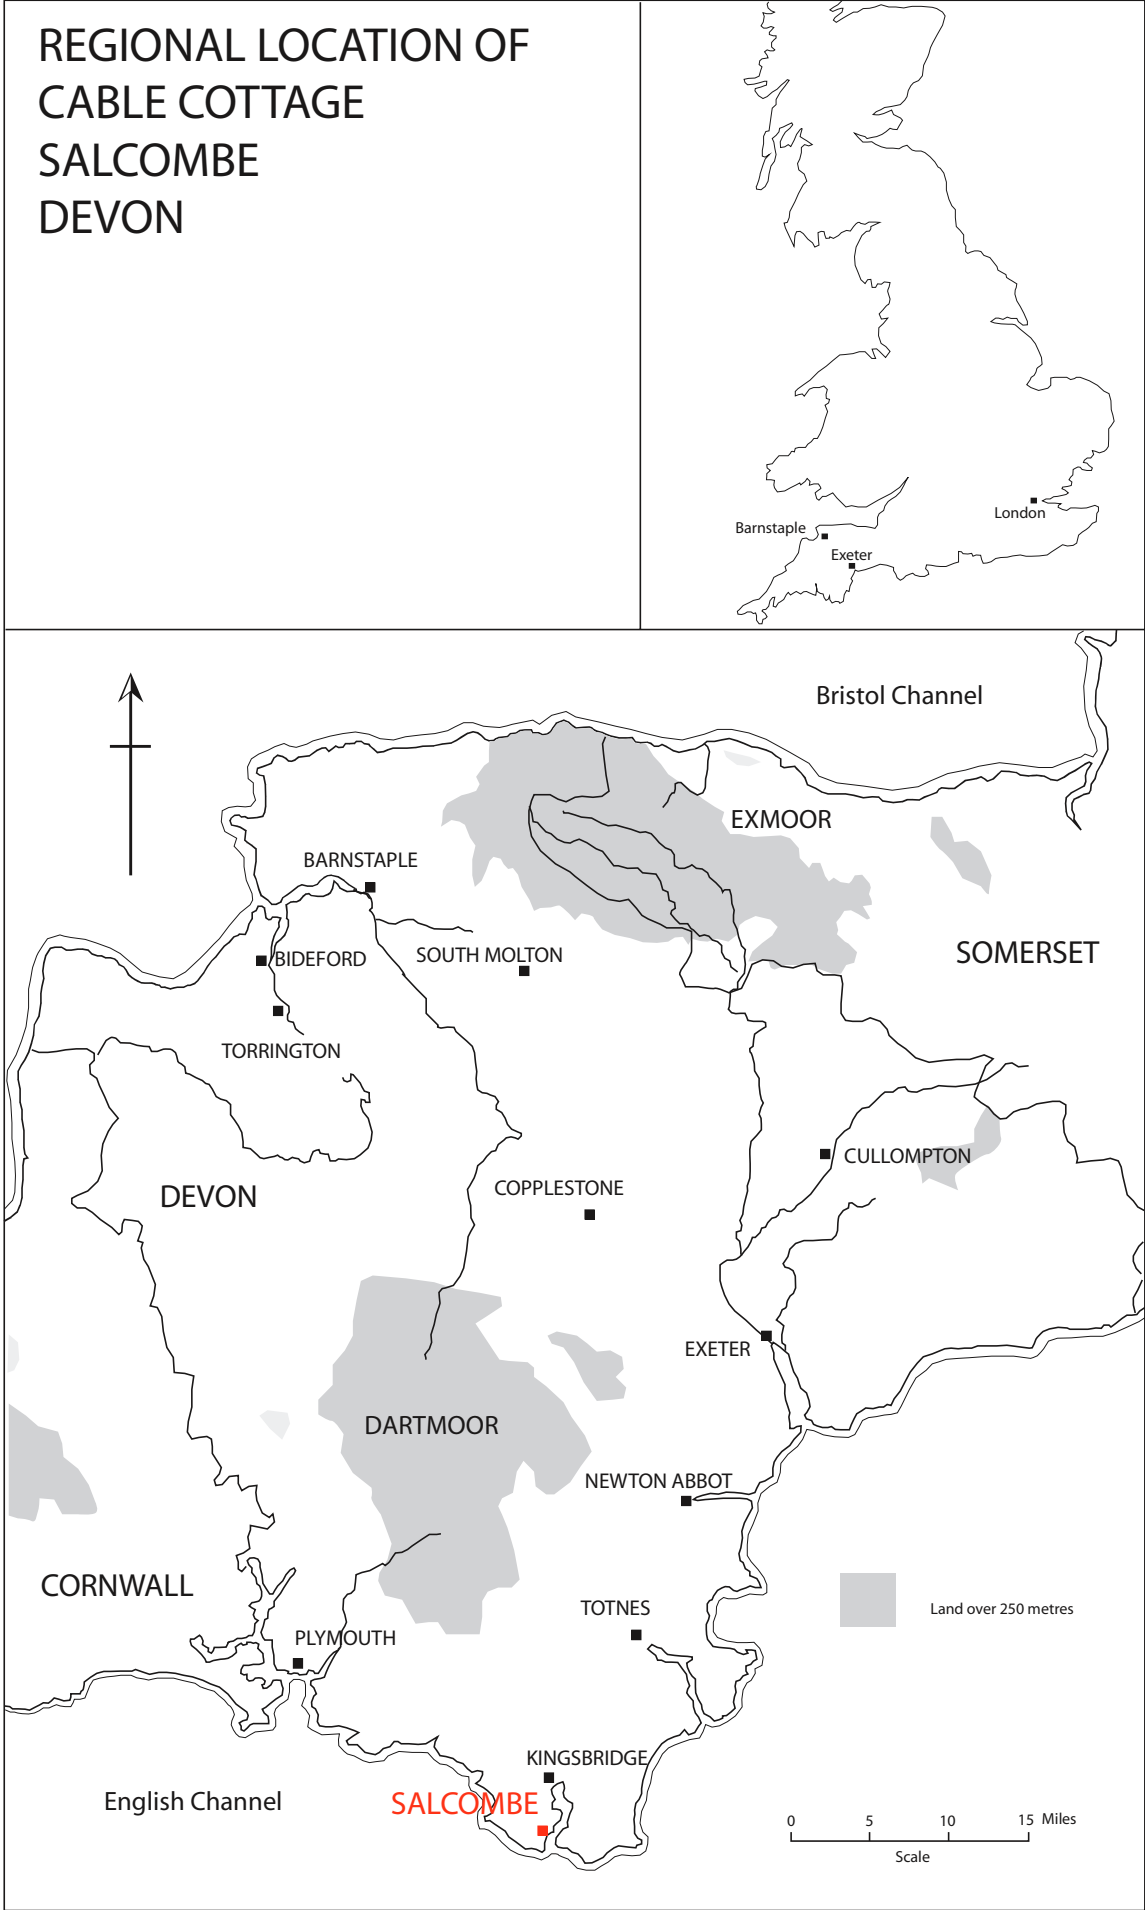 REGIONAL LOCATION OF
CABLE COTTAGE
SALCOMBE
DEVON
London
Barnstaple
Exeter
Bristol Channel
EXMOOR
BARNSTAPLE
SOMERSET
SOUTH MOLTON
BIDEFORD
TORRINGTON
CULLOMPTON
COPPLESTONE
DEVON
EXETER
DARTMOOR
NEWTON ABBOT
CORNWALL
TOTNES
Land over 250 metres
PLYMOUTH
KINGSBRIDGE
English Channel
SALCOMBE
0 5 10 15 Miles
Scale